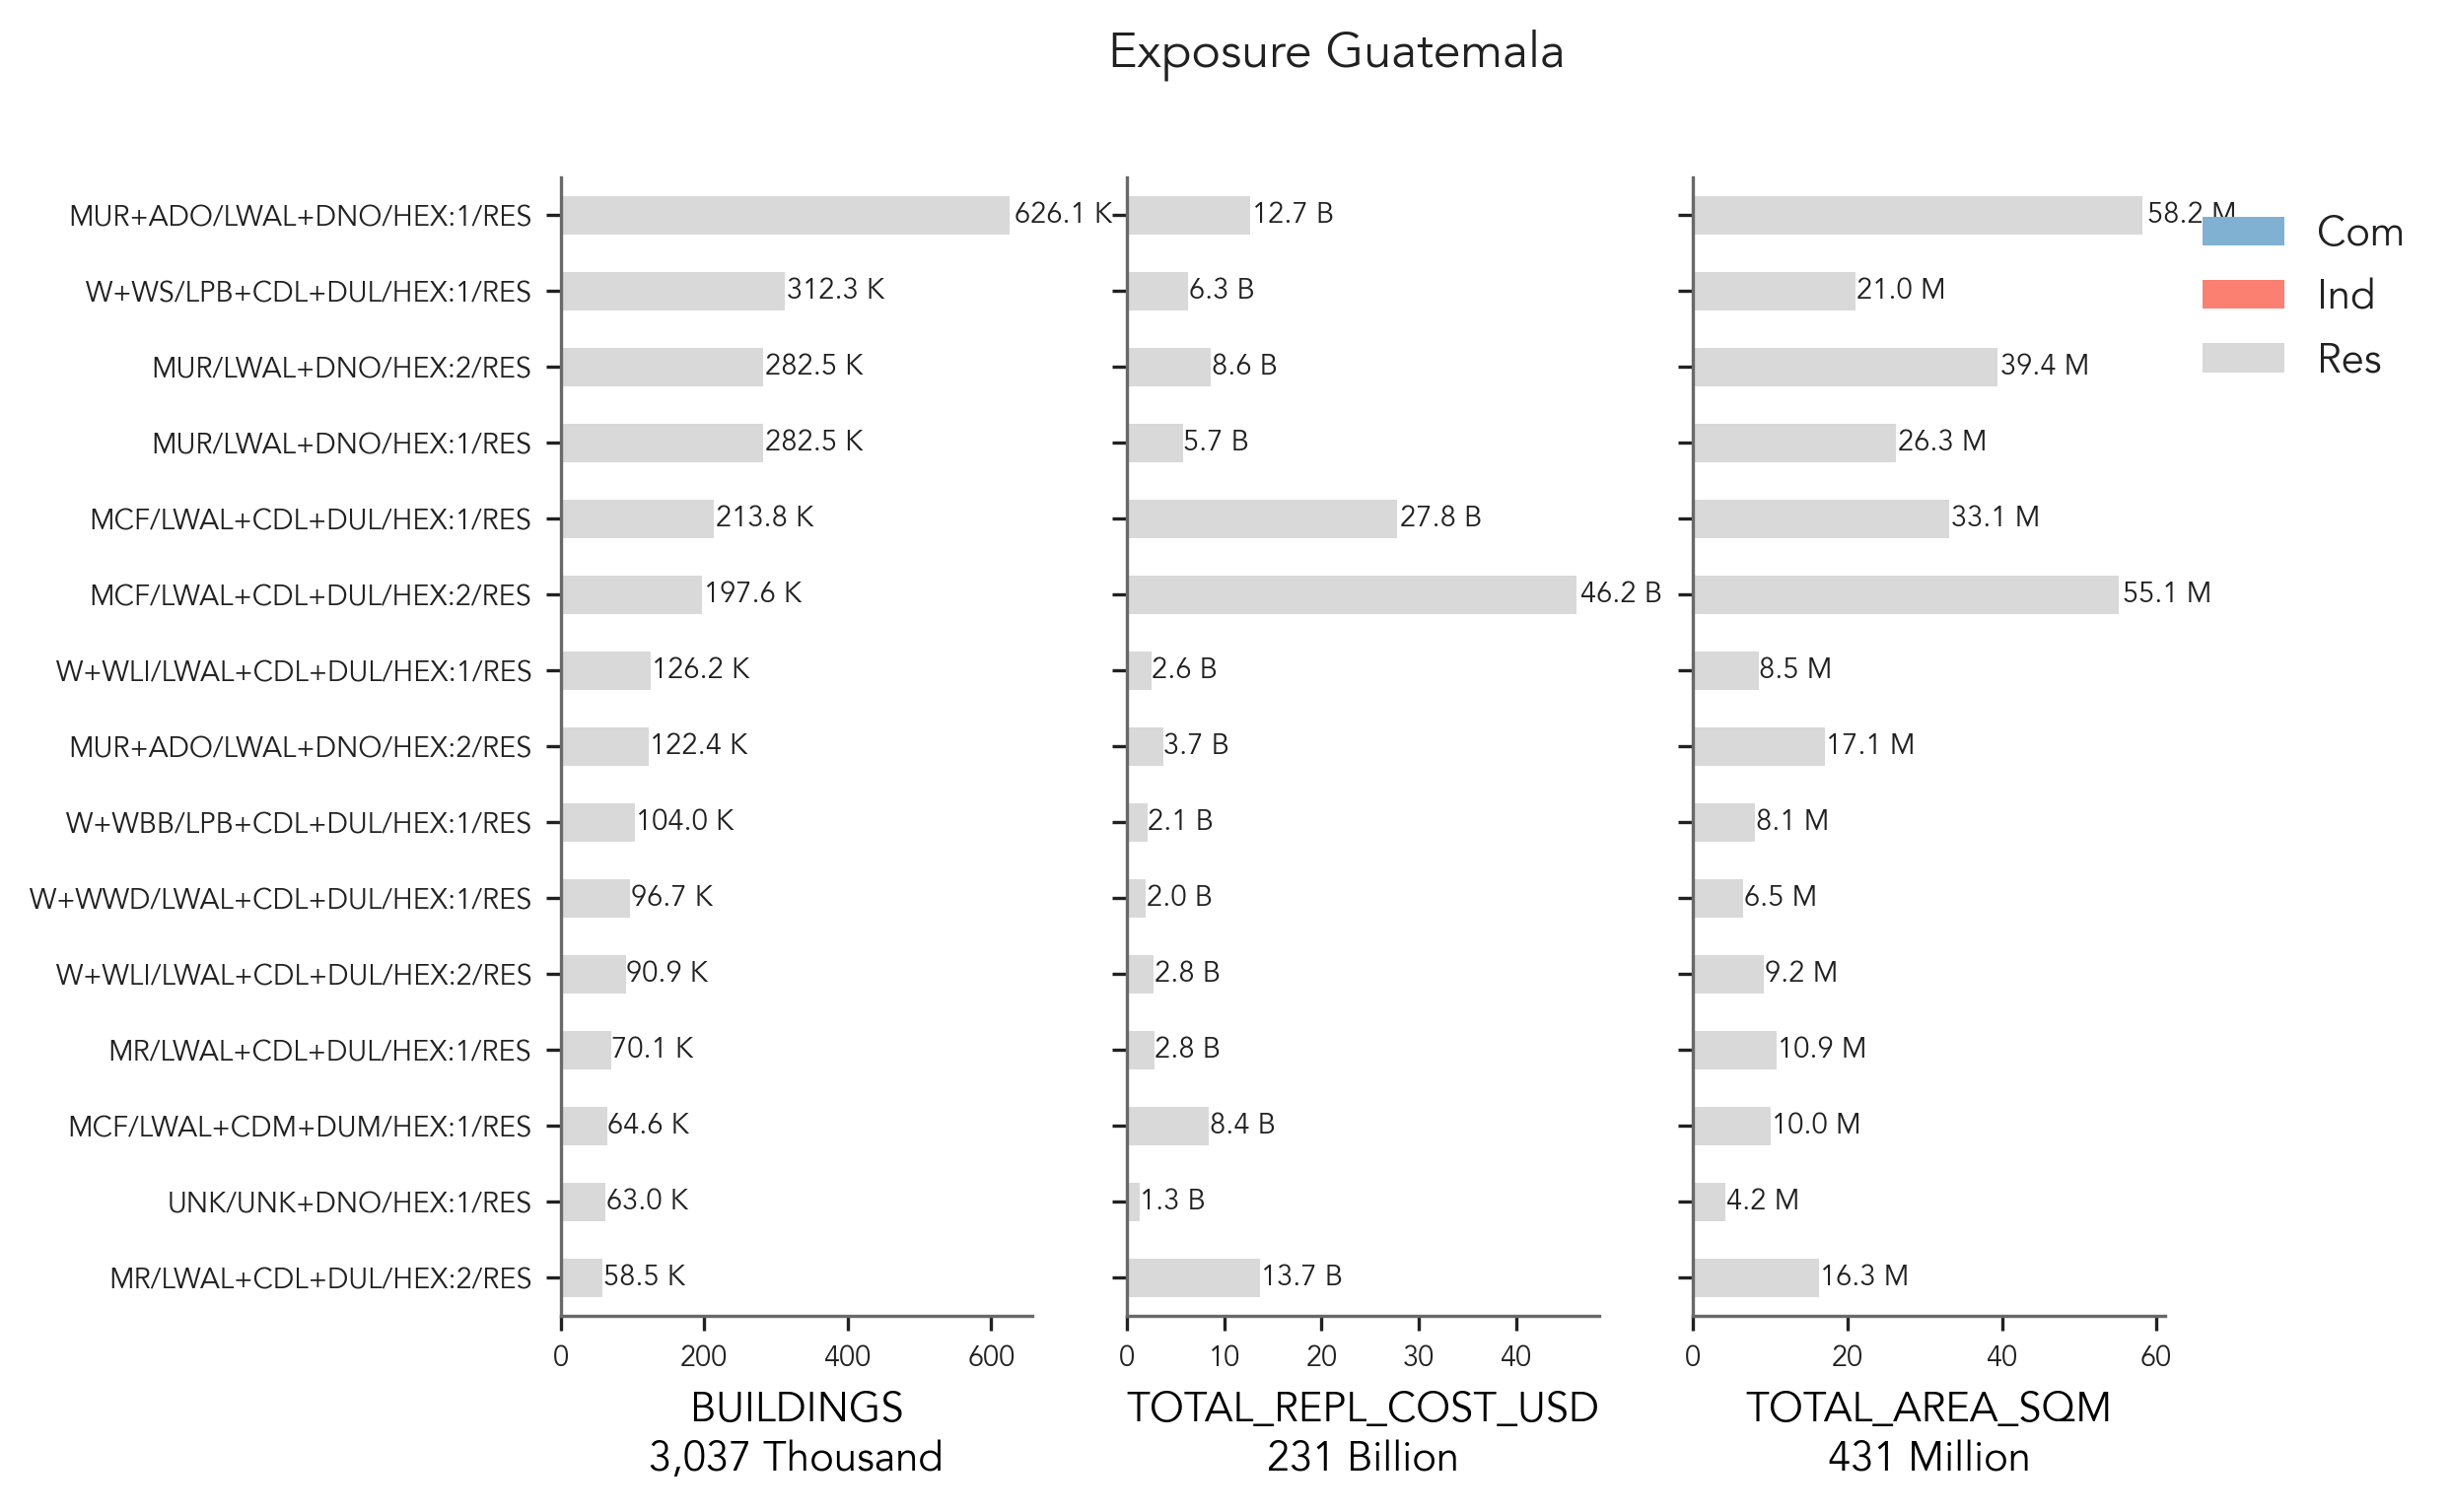 Exposure Guatemala
MUR+ADO/LWAL+DNO/HEX:1/RES 626.1 K 12.7 B 58.2 M
W+WS/LPB+CDL+DUL/HEX:1/RES 312.3 K 6.3 B 21.0 M
MUR/LWAL+DNO/HEX:2/RES 282.5 K 8.6 B 39.4 M
MUR/LWAL+DNO/HEX:1/RES 282.5 K 5.7 B 26.3 M
MCF/LWAL+CDL+DUL/HEX:1/RES 213.8 K 27.8 B 33.1 M
MCF/LWAL+CDL+DUL/HEX:2/RES 197.6 K 46.2 B 55.1 M
W+WLI/LWAL+CDL+DUL/HEX:1/RES 126.2 K 2.6 B 8.5 M
MUR+ADO/LWAL+DNO/HEX:2/RES 122.4 K 3.7 B 17.1 M
W+WBB/LPB+CDL+DUL/HEX:1/RES 104.0 K 2.1 B 8.1 M
W+WWD/LWAL+CDL+DUL/HEX:1/RES 96.7 K 2.0 B 6.5 M
W+WLI/LWAL+CDL+DUL/HEX:2/RES 90.9 K 2.8 B 9.2 M
MR/LWAL+CDL+DUL/HEX:1/RES 70.1 K 2.8 B 10.9 M
MCF/LWAL+CDM+DUM/HEX:1/RES 64.6 K 8.4 B 10.0 M
UNK/UNK+DNO/HEX:1/RES 63.0 K 1.3 B 4.2 M
MR/LWAL+CDL+DUL/HEX:2/RES 58.5 K 13.7 B 16.3 M
Com
Ind
Res
0 200 400 600
0 10 20 30 40
0 20 40 60
BUILDINGS
3,037 Thousand
TOTAL_REPL_COST_USD
231 Billion
TOTAL_AREA_SQM
431 Million